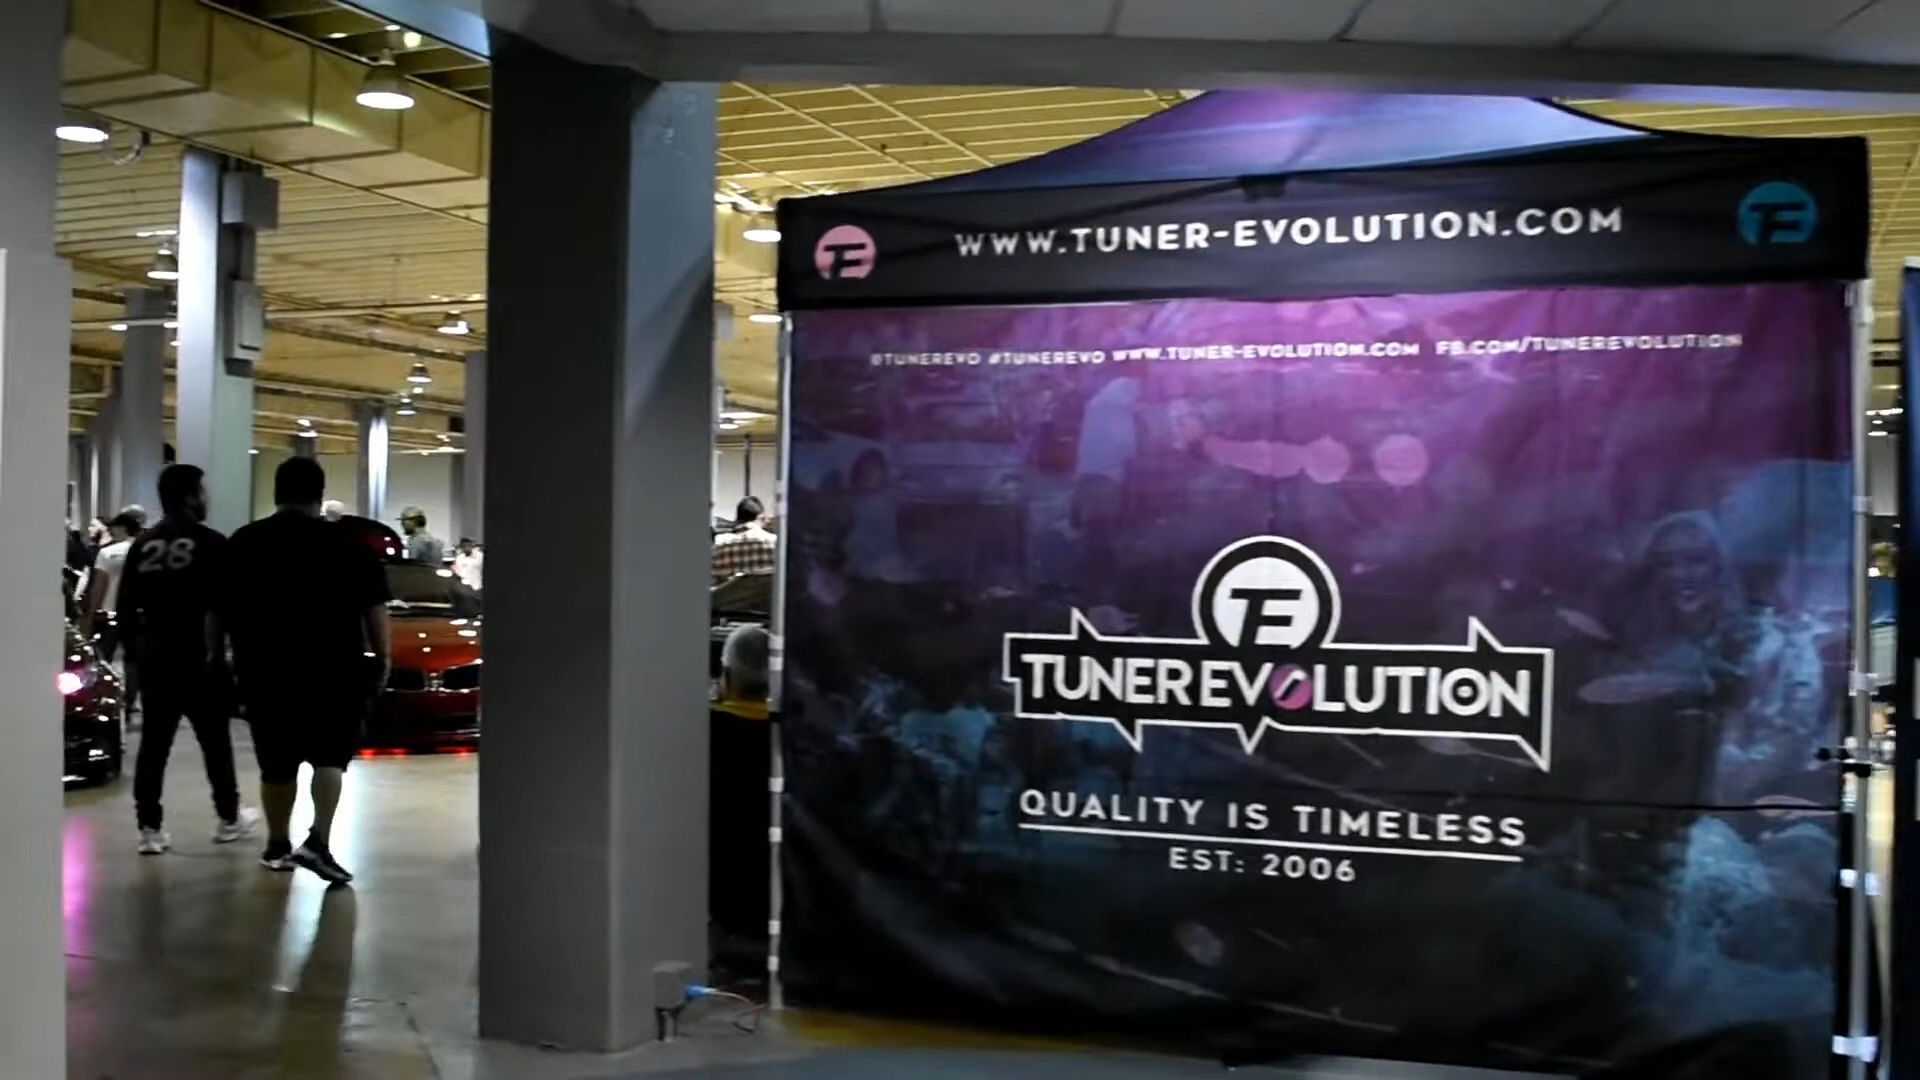 WWW.TUNER-EVOLUTION.COM
TE
TE
@TUNEREVO #TUNEREVO WWW.TUNER-EVOLUTION.COM FB.COM/TUNEREVOLUTION
28
TE
TUNER EVOLUTION
QUALITY IS TIMELESS
EST: 2006